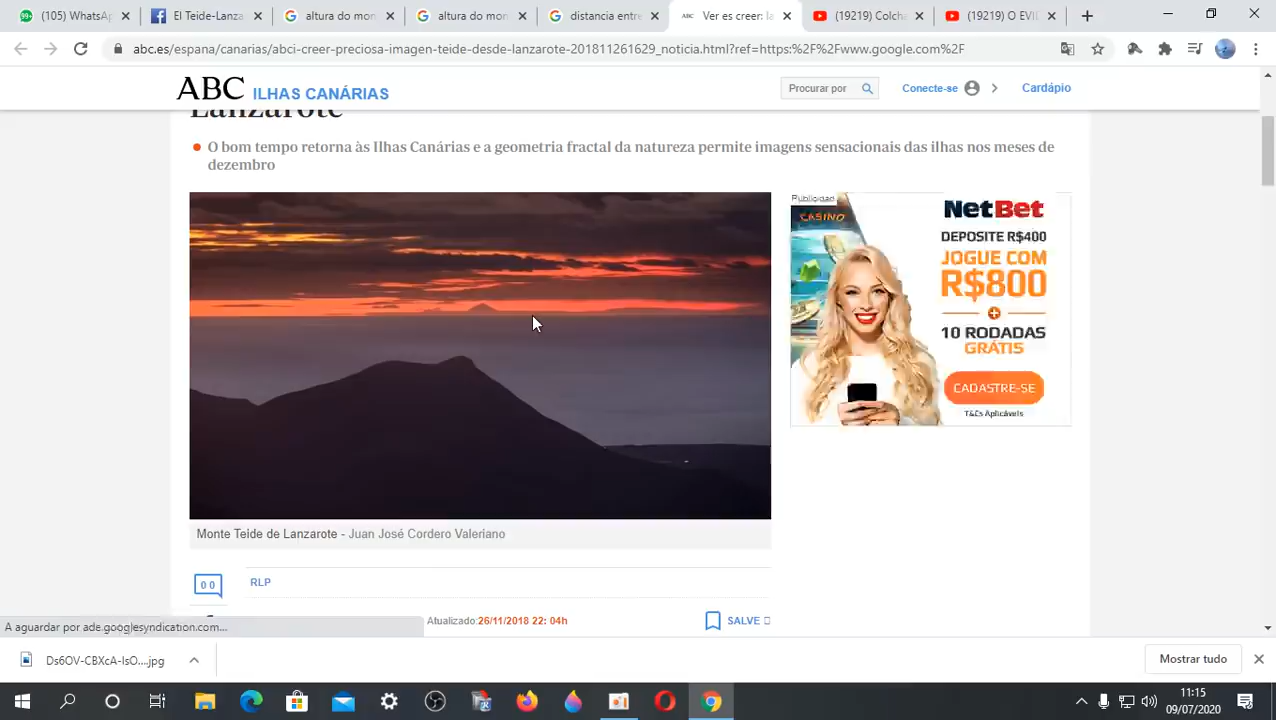 (105) WhatsA
El Teide-Lanza
altura do mon
altura do mon
distancia entre
ABC Ver es creer: la
(19219) Colcha
(19219) O EVID
abc.es/espana/canarias/abci-creer-preciosa-imagen-teide-desde-lanzarote-201811261629_noticia.html?ref=https:%2F%2Fwww.google.com%2F
ABC ILHAS CANÁRIAS
Procurar por
Conecte-se
Cardápio
Lanzarote
O bom tempo retorna às Ilhas Canárias e a geometria fractal da natureza permite imagens sensacionais das ilhas nos meses de
dezembro
Publicidad
CASINO
NetBet
DEPOSITE R$400
JOGUE COM
R$800
+
10 RODADAS
GRÁTIS
CADASTRE-SE
T&Cs Aplicáveis
Monte Teide de Lanzarote - Juan José Cordero Valeriano
0 0
RLP
Atualizado:26/11/2018 22: 04h
SALVE
A aguardar por ade.googlesyndication.com...
Ds6OV-CBXcA-IsO....jpg
Mostrar tudo
11:15
09/07/2020